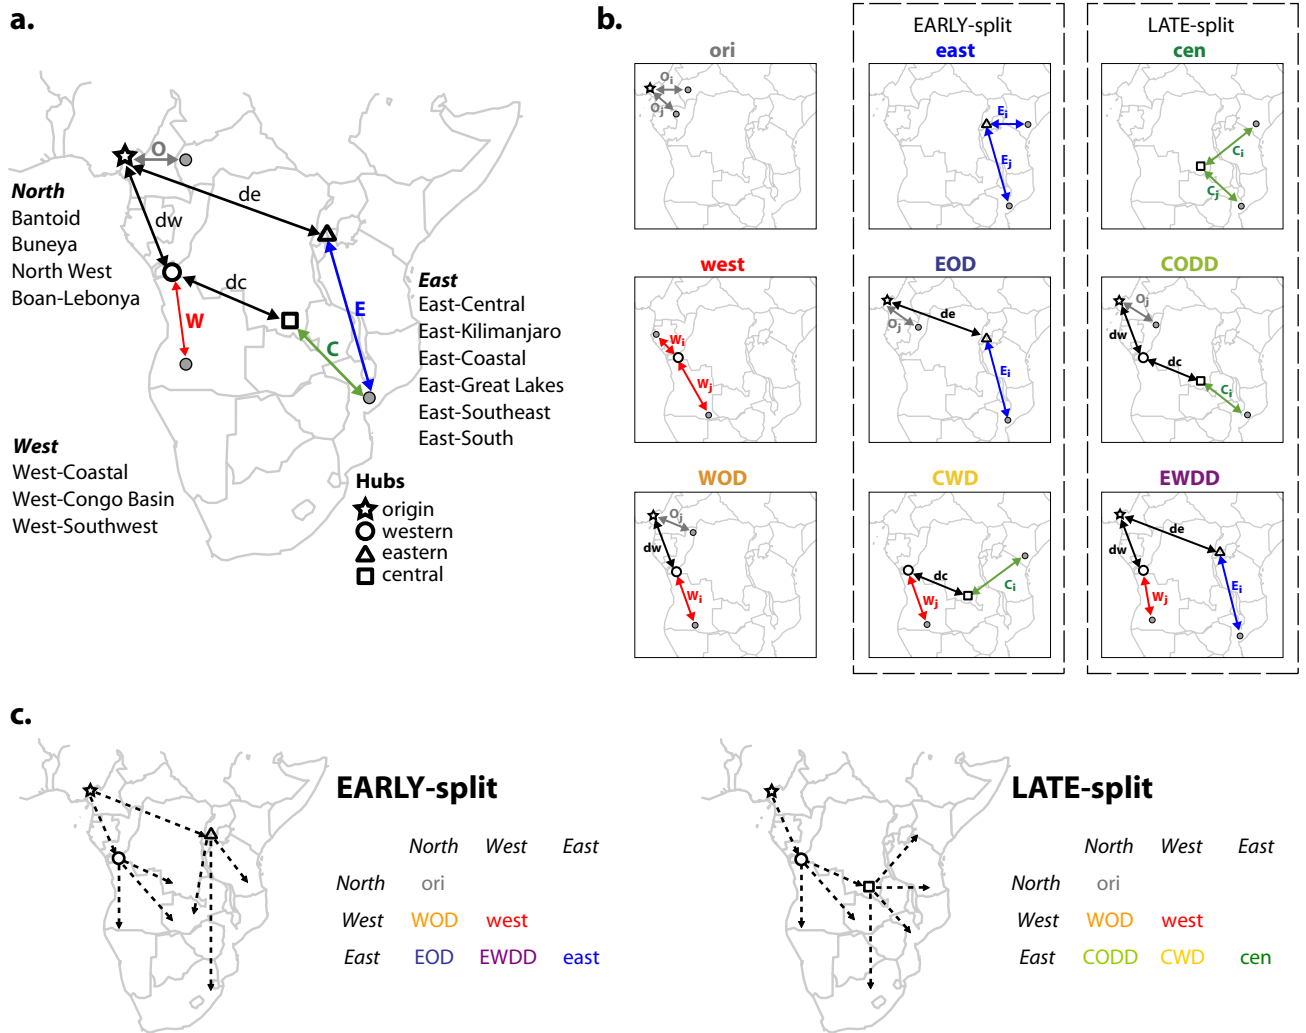 a.
O
de
dw
dc
W
E
C
North
Bantoid
Buneya
North West
Boan-Lebonya
East
East-Central
East-Kilimanjaro
East-Coastal
East-Great Lakes
East-Southeast
East-South
West
West-Coastal
West-Congo Basin
West-Southwest
Hubs
origin
western
eastern
central
b.
EARLY-split
LATE-split
ori
east
cen
Oi
Oj
Ei
Ej
Ci
Cj
west
EOD
CODD
Wi
Wj
Oj
de
Ei
Oj
dw
dc
Ci
WOD
CWD
EWDD
Oj
dw
Wi
dc
Wj
Ci
de
dw
Wj
Ei
c.
EARLY-split
North West East
North ori
West WOD west
East EOD EWDD east
LATE-split
North West East
North ori
West WOD west
East CODD CWD cen